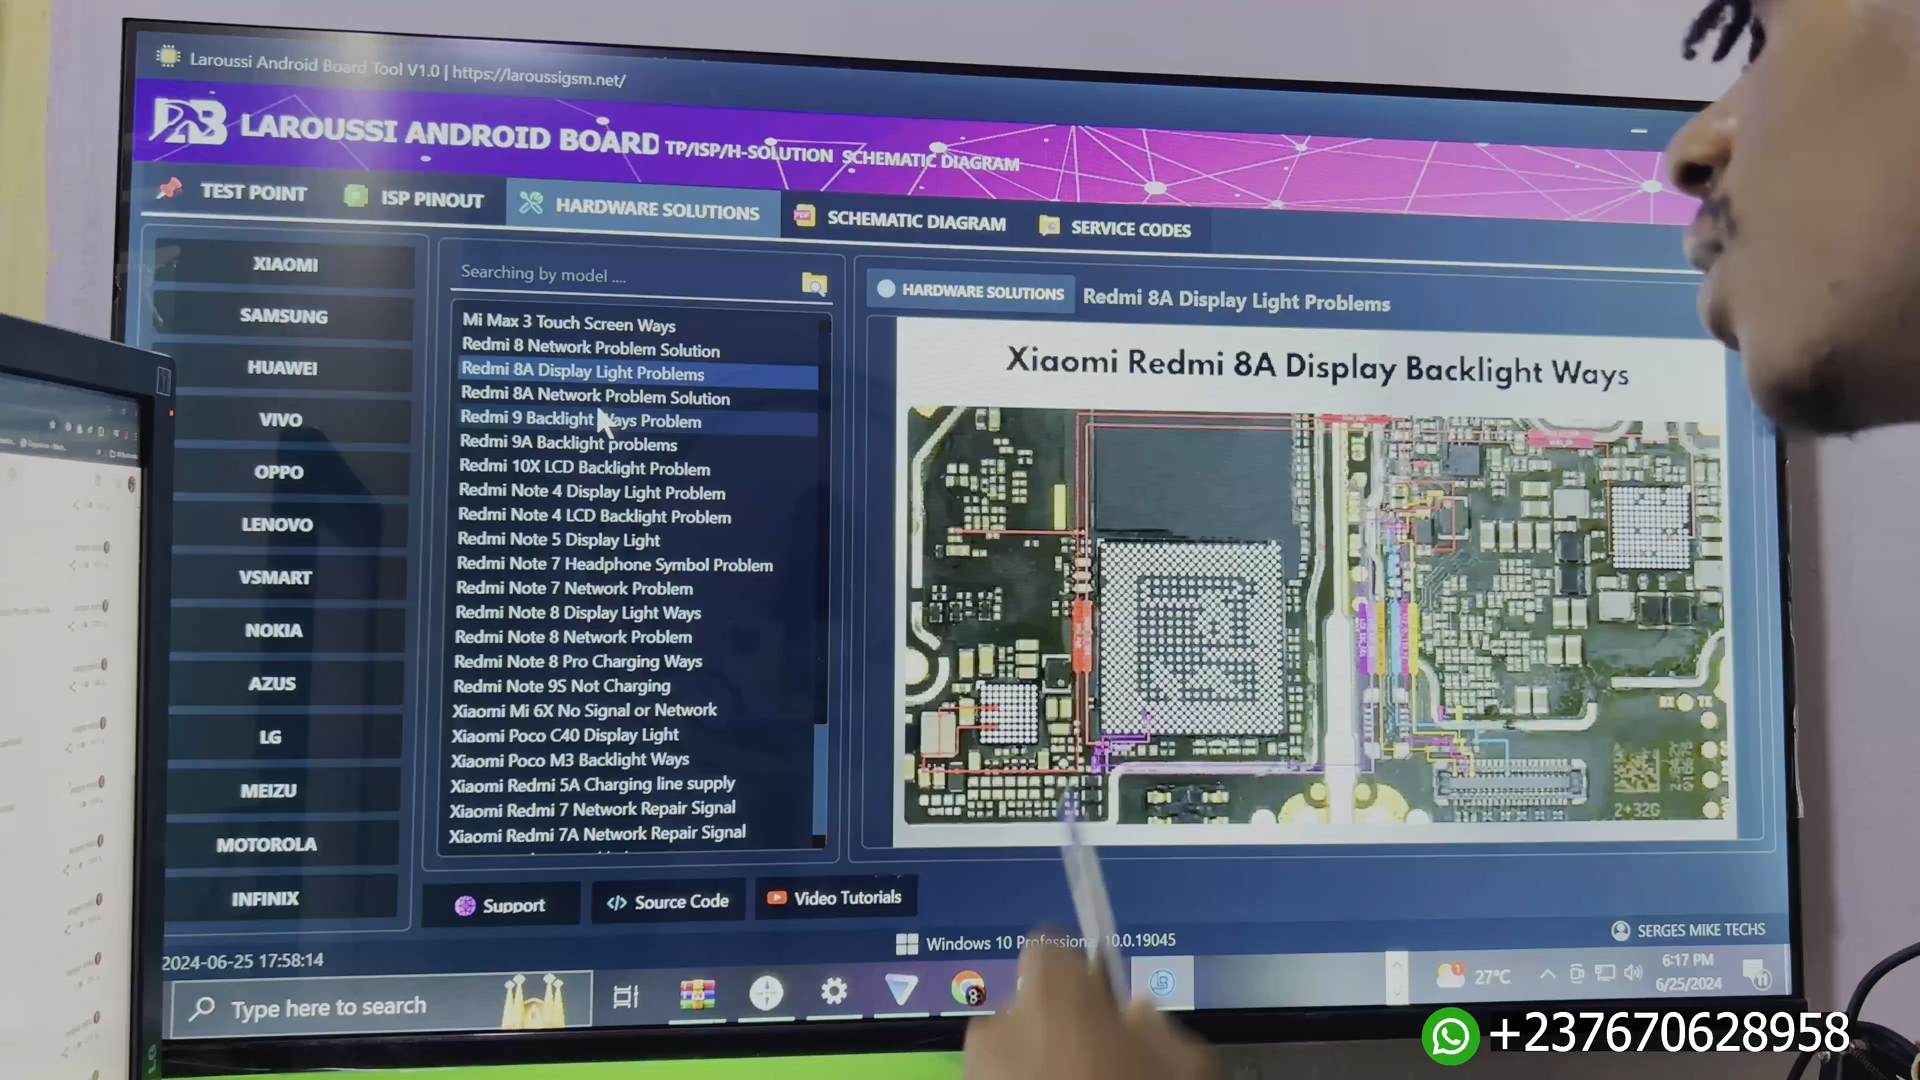 Laroussi Android Board Tool V1.0 | https://laroussigsm.net/
LAROUSSI ANDROID BOARD TP/ISP/H-SOLUTION SCHEMATIC DIAGRAM
TEST POINT
ISP PINOUT
HARDWARE SOLUTIONS
SCHEMATIC DIAGRAM
SERVICE CODES
XIAOMI
SAMSUNG
HUAWEI
VIVO
OPPO
LENOVO
VSMART
NOKIA
AZUS
LG
MEIZU
MOTOROLA
INFINIX
Searching by model ....
Mi Max 3 Touch Screen Ways
Redmi 8 Network Problem Solution
Redmi 8A Display Light Problems
Redmi 8A Network Problem Solution
Redmi 9 Backlight Ways Problem
Redmi 9A Backlight problems
Redmi 10X LCD Backlight Problem
Redmi Note 4 Display Light Problem
Redmi Note 4 LCD Backlight Problem
Redmi Note 5 Display Light
Redmi Note 7 Headphone Symbol Problem
Redmi Note 7 Network Problem
Redmi Note 8 Display Light Ways
Redmi Note 8 Network Problem
Redmi Note 8 Pro Charging Ways
Redmi Note 9S Not Charging
Xiaomi Mi 6X No Signal or Network
Xiaomi Poco C40 Display Light
Xiaomi Poco M3 Backlight Ways
Xiaomi Redmi 5A Charging line supply
Xiaomi Redmi 7 Network Repair Signal
Xiaomi Redmi 7A Network Repair Signal
HARDWARE SOLUTIONS
Redmi 8A Display Light Problems
Xiaomi Redmi 8A Display Backlight Ways
2+32G
Support
</> Source Code
Video Tutorials
Windows 10 Professional 10.0.19045
SERGES MIKE TECHS
2024-06-25 17:58:14
Type here to search
27°C
6:17 PM
6/25/2024
LG
+237670628958